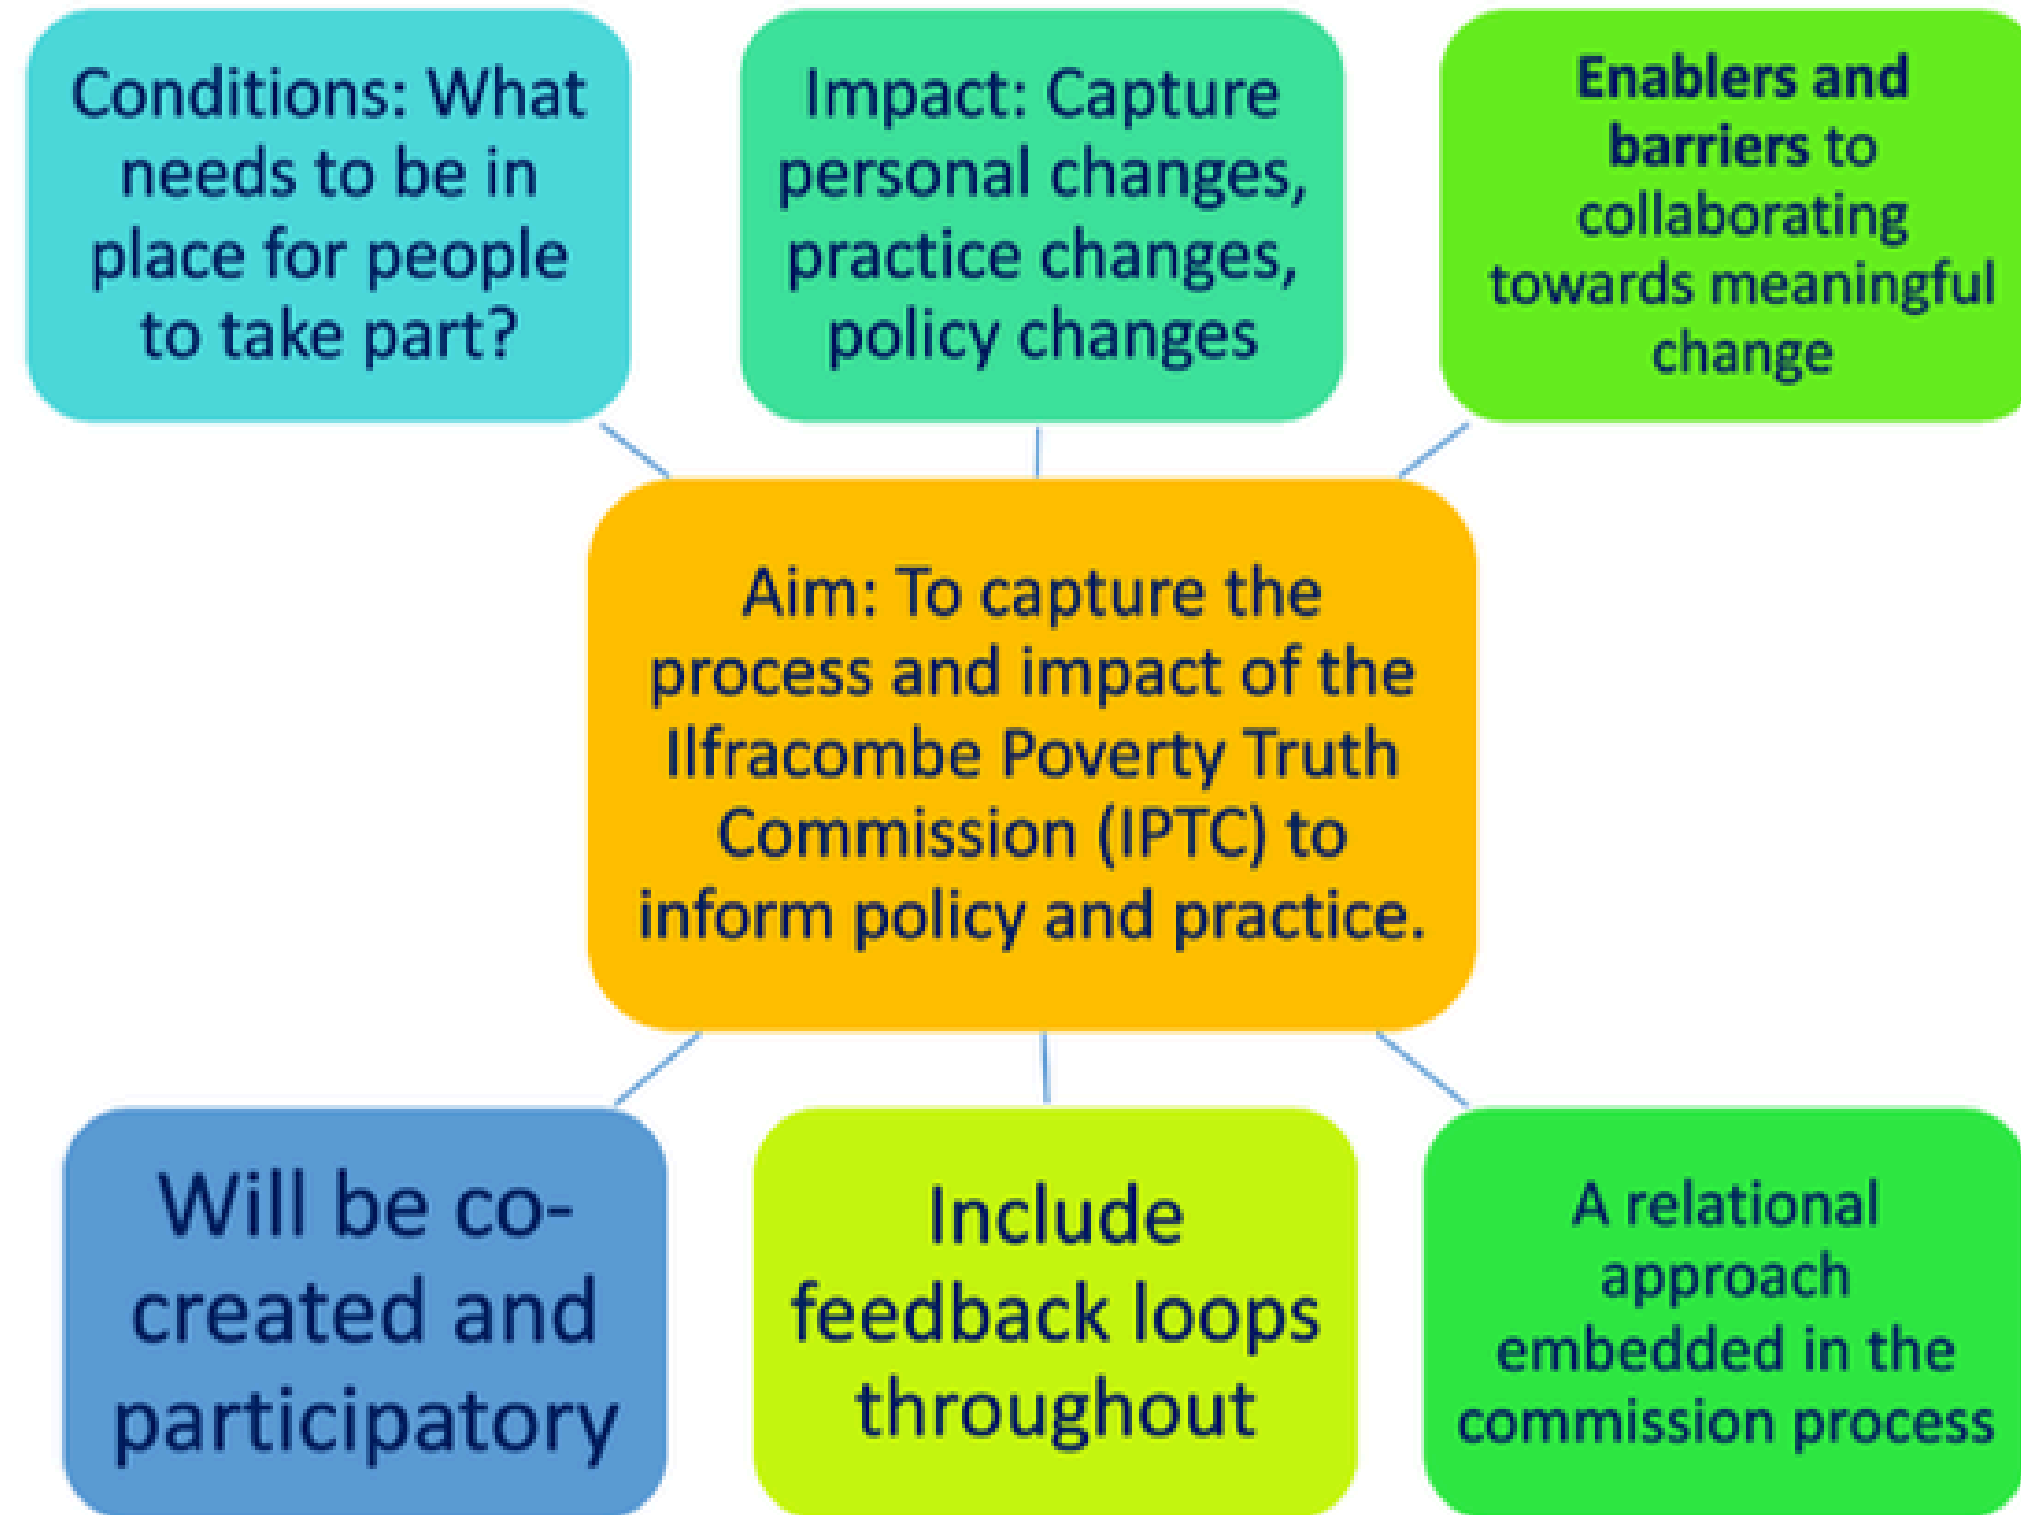 Conditions: What
needs to be in
place for people
to take part?
Impact: Capture
personal changes,
practice changes,
policy changes
Enablers and
barriers to
collaborating
towards meaningful
change
Aim: To capture the
process and impact of the
Ilfracombe Poverty Truth
Commission (IPTC) to
inform policy and practice.
Will be co-
created and
participatory
Include
feedback loops
throughout
A relational
approach
embedded in the
commission process